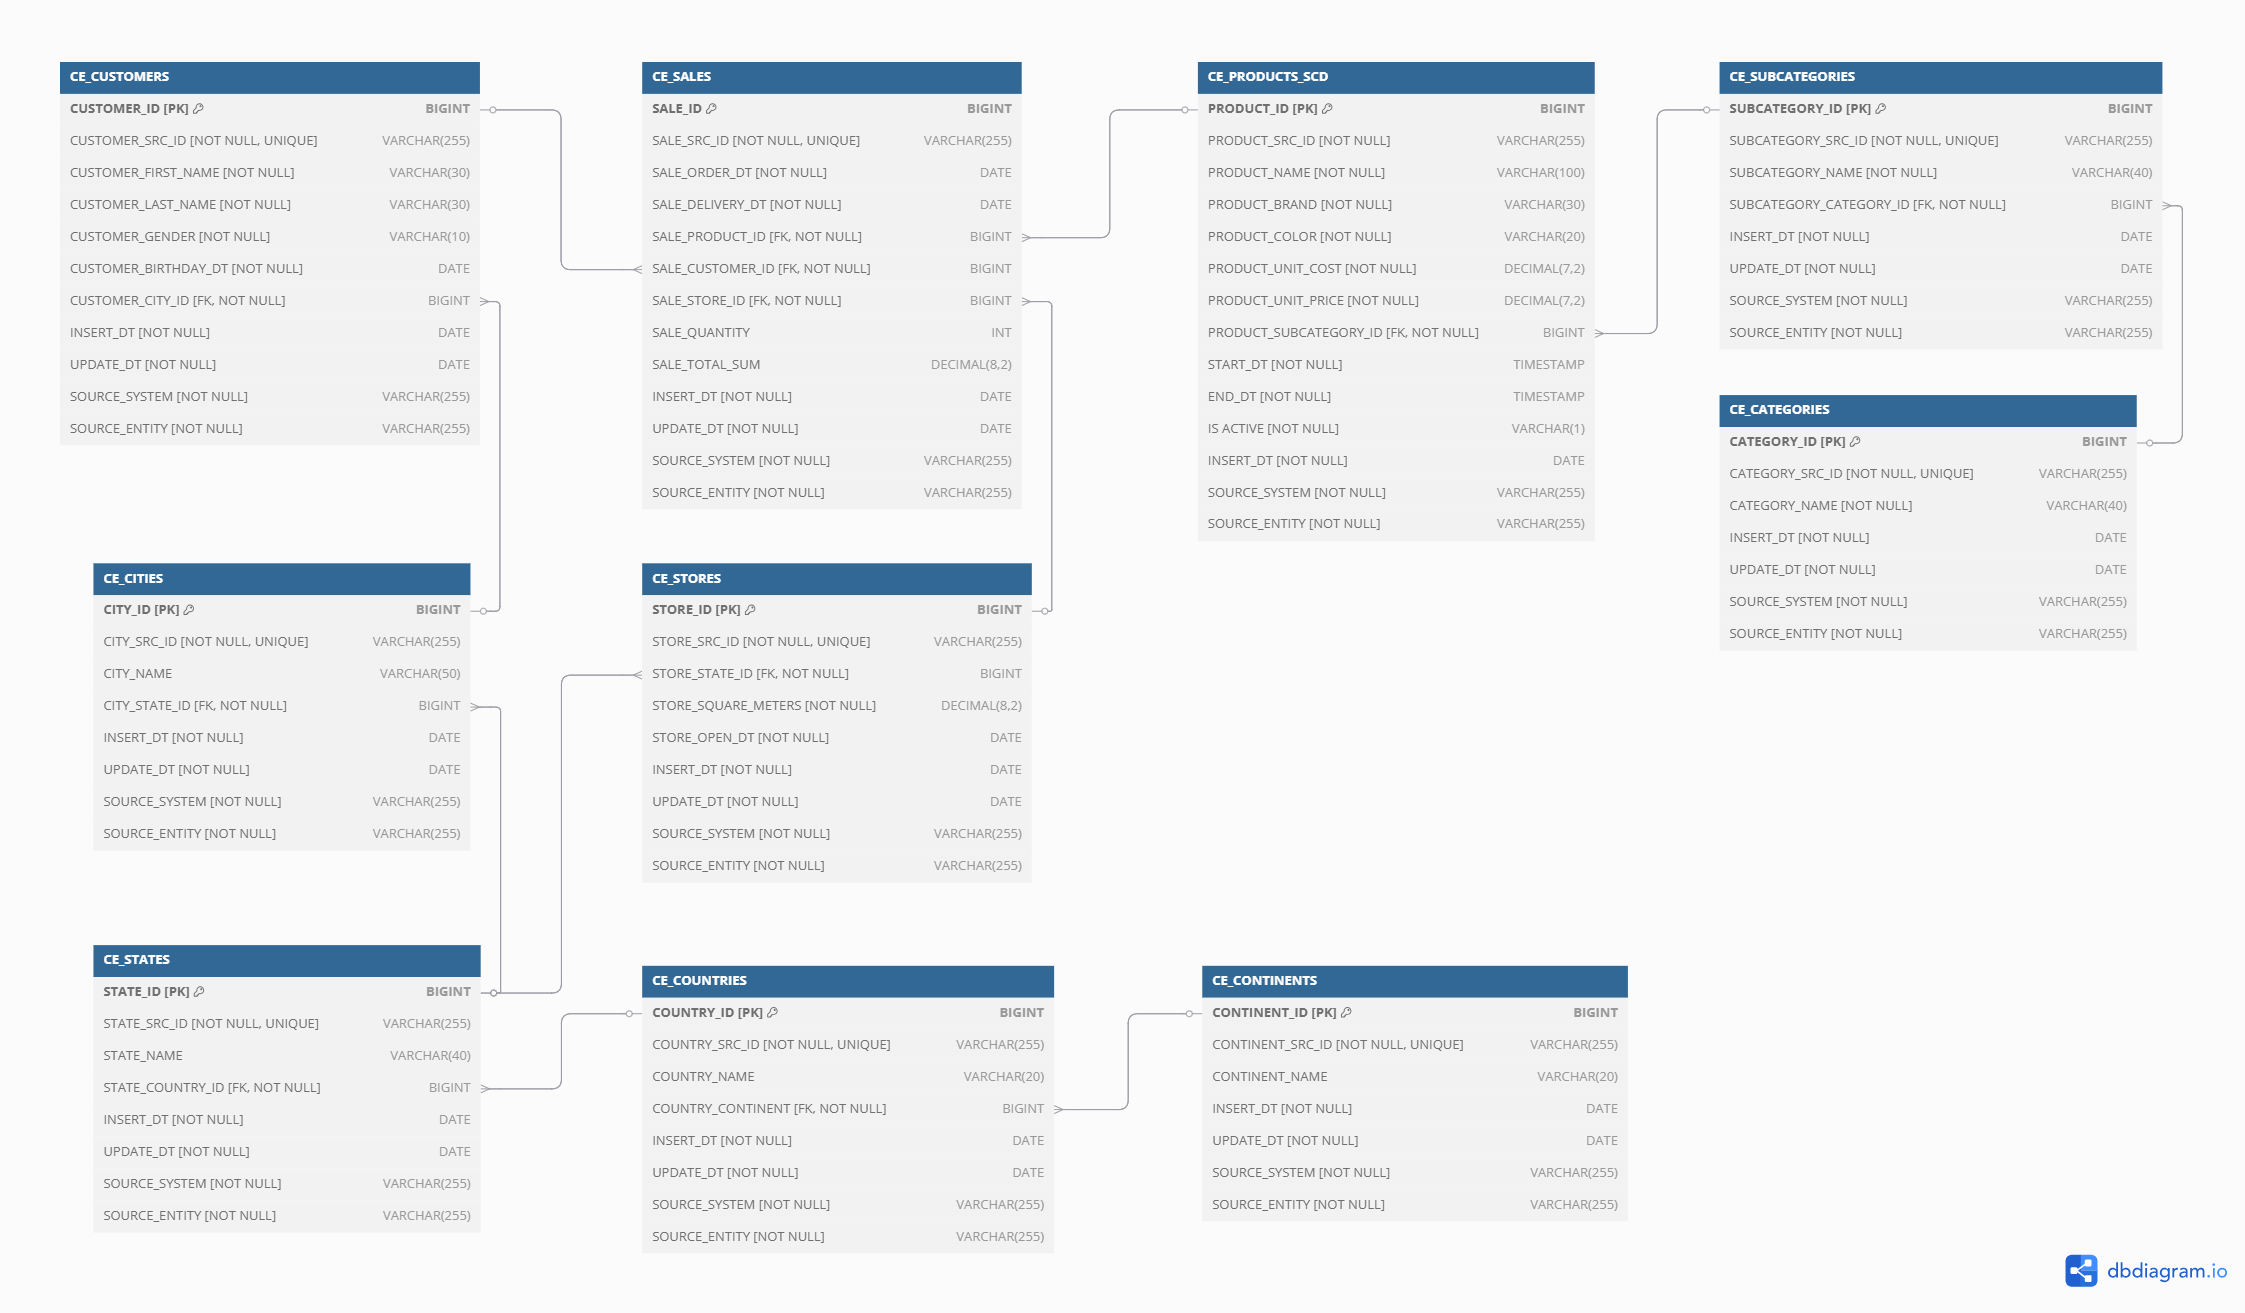 CE_CUSTOMERS
CUSTOMER_ID [PK] BIGINT
CUSTOMER_SRC_ID [NOT NULL, UNIQUE] VARCHAR(255)
CUSTOMER_FIRST_NAME [NOT NULL] VARCHAR(30)
CUSTOMER_LAST_NAME [NOT NULL] VARCHAR(30)
CUSTOMER_GENDER [NOT NULL] VARCHAR(10)
CUSTOMER_BIRTHDAY_DT [NOT NULL] DATE
CUSTOMER_CITY_ID [FK, NOT NULL] BIGINT
INSERT_DT [NOT NULL] DATE
UPDATE_DT [NOT NULL] DATE
SOURCE_SYSTEM [NOT NULL] VARCHAR(255)
SOURCE_ENTITY [NOT NULL] VARCHAR(255)
CE_SALES
SALE_ID BIGINT
SALE_SRC_ID [NOT NULL, UNIQUE] VARCHAR(255)
SALE_ORDER_DT [NOT NULL] DATE
SALE_DELIVERY_DT [NOT NULL] DATE
SALE_PRODUCT_ID [FK, NOT NULL] BIGINT
SALE_CUSTOMER_ID [FK, NOT NULL] BIGINT
SALE_STORE_ID [FK, NOT NULL] BIGINT
SALE_QUANTITY INT
SALE_TOTAL_SUM DECIMAL(8,2)
INSERT_DT [NOT NULL] DATE
UPDATE_DT [NOT NULL] DATE
SOURCE_SYSTEM [NOT NULL] VARCHAR(255)
SOURCE_ENTITY [NOT NULL] VARCHAR(255)
CE_PRODUCTS_SCD
PRODUCT_ID [PK] BIGINT
PRODUCT_SRC_ID [NOT NULL] VARCHAR(255)
PRODUCT_NAME [NOT NULL] VARCHAR(100)
PRODUCT_BRAND [NOT NULL] VARCHAR(30)
PRODUCT_COLOR [NOT NULL] VARCHAR(20)
PRODUCT_UNIT_COST [NOT NULL] DECIMAL(7,2)
PRODUCT_UNIT_PRICE [NOT NULL] DECIMAL(7,2)
PRODUCT_SUBCATEGORY_ID [FK, NOT NULL] BIGINT
START_DT [NOT NULL] TIMESTAMP
END_DT [NOT NULL] TIMESTAMP
IS ACTIVE [NOT NULL] VARCHAR(1)
INSERT_DT [NOT NULL] DATE
SOURCE_SYSTEM [NOT NULL] VARCHAR(255)
SOURCE_ENTITY [NOT NULL] VARCHAR(255)
CE_SUBCATEGORIES
SUBCATEGORY_ID [PK] BIGINT
SUBCATEGORY_SRC_ID [NOT NULL, UNIQUE] VARCHAR(255)
SUBCATEGORY_NAME [NOT NULL] VARCHAR(40)
SUBCATEGORY_CATEGORY_ID [FK, NOT NULL] BIGINT
INSERT_DT [NOT NULL] DATE
UPDATE_DT [NOT NULL] DATE
SOURCE_SYSTEM [NOT NULL] VARCHAR(255)
SOURCE_ENTITY [NOT NULL] VARCHAR(255)
CE_CATEGORIES
CATEGORY_ID [PK] BIGINT
CATEGORY_SRC_ID [NOT NULL, UNIQUE] VARCHAR(255)
CATEGORY_NAME [NOT NULL] VARCHAR(40)
INSERT_DT [NOT NULL] DATE
UPDATE_DT [NOT NULL] DATE
SOURCE_SYSTEM [NOT NULL] VARCHAR(255)
SOURCE_ENTITY [NOT NULL] VARCHAR(255)
CE_CITIES
CITY_ID [PK] BIGINT
CITY_SRC_ID [NOT NULL, UNIQUE] VARCHAR(255)
CITY_NAME VARCHAR(50)
CITY_STATE_ID [FK, NOT NULL] BIGINT
INSERT_DT [NOT NULL] DATE
UPDATE_DT [NOT NULL] DATE
SOURCE_SYSTEM [NOT NULL] VARCHAR(255)
SOURCE_ENTITY [NOT NULL] VARCHAR(255)
CE_STORES
STORE_ID [PK] BIGINT
STORE_SRC_ID [NOT NULL, UNIQUE] VARCHAR(255)
STORE_STATE_ID [FK, NOT NULL] BIGINT
STORE_SQUARE_METERS [NOT NULL] DECIMAL(8,2)
STORE_OPEN_DT [NOT NULL] DATE
INSERT_DT [NOT NULL] DATE
UPDATE_DT [NOT NULL] DATE
SOURCE_SYSTEM [NOT NULL] VARCHAR(255)
SOURCE_ENTITY [NOT NULL] VARCHAR(255)
CE_STATES
STATE_ID [PK] BIGINT
STATE_SRC_ID [NOT NULL, UNIQUE] VARCHAR(255)
STATE_NAME VARCHAR(40)
STATE_COUNTRY_ID [FK, NOT NULL] BIGINT
INSERT_DT [NOT NULL] DATE
UPDATE_DT [NOT NULL] DATE
SOURCE_SYSTEM [NOT NULL] VARCHAR(255)
SOURCE_ENTITY [NOT NULL] VARCHAR(255)
CE_COUNTRIES
COUNTRY_ID [PK] BIGINT
COUNTRY_SRC_ID [NOT NULL, UNIQUE] VARCHAR(255)
COUNTRY_NAME VARCHAR(20)
COUNTRY_CONTINENT [FK, NOT NULL] BIGINT
INSERT_DT [NOT NULL] DATE
UPDATE_DT [NOT NULL] DATE
SOURCE_SYSTEM [NOT NULL] VARCHAR(255)
SOURCE_ENTITY [NOT NULL] VARCHAR(255)
CE_CONTINENTS
CONTINENT_ID [PK] BIGINT
CONTINENT_SRC_ID [NOT NULL, UNIQUE] VARCHAR(255)
CONTINENT_NAME VARCHAR(20)
INSERT_DT [NOT NULL] DATE
UPDATE_DT [NOT NULL] DATE
SOURCE_SYSTEM [NOT NULL] VARCHAR(255)
SOURCE_ENTITY [NOT NULL] VARCHAR(255)
dbdiagram.io